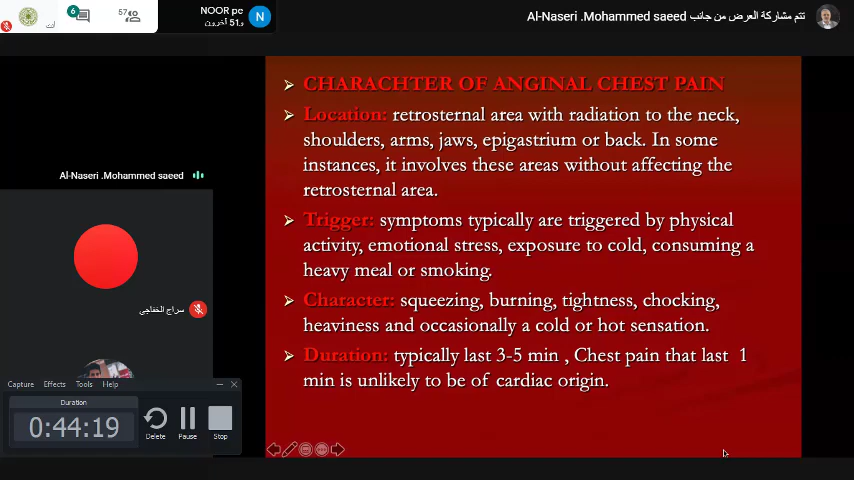 6
57
أنت
NOOR pc
و51 آخرون
N
Al-Naseri .Mohammed saeed تتم مشاركة العرض من جانب
Al-Naseri .Mohammed saeed
سراج الخفاجي
➢ CHARACHTER OF ANGINAL CHEST PAIN
➢ Location: retrosternal area with radiation to the neck,
shoulders, arms, jaws, epigastrium or back. In some
instances, it involves these areas without affecting the
retrosternal area.
➢ Trigger: symptoms typically are triggered by physical
activity, emotional stress, exposure to cold, consuming a
heavy meal or smoking.
➢ Character: squeezing, burning, tightness, chocking,
heaviness and occasionally a cold or hot sensation.
➢ Duration: typically last 3-5 min , Chest pain that last 1
min is unlikely to be of cardiac origin.
Capture Effects Tools Help
Duration
0:44:19
Delete Pause Stop